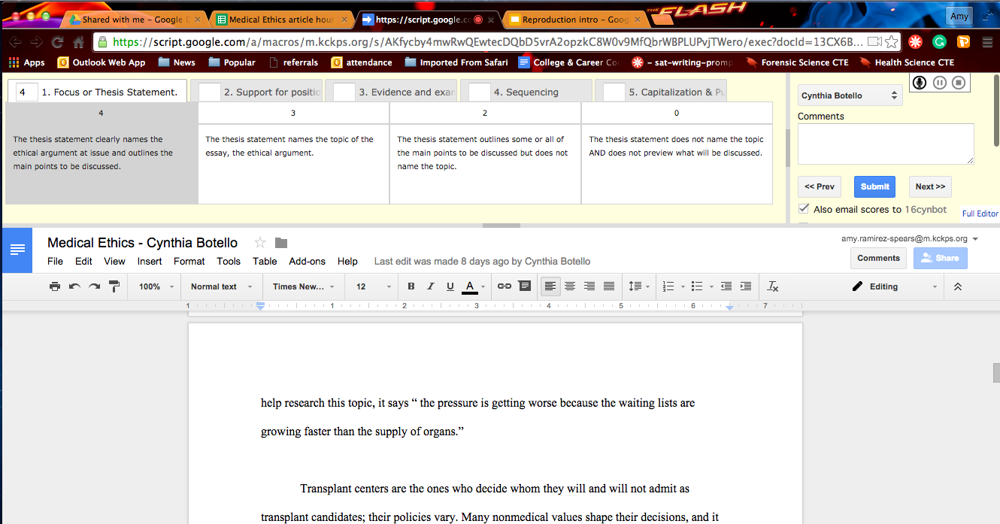 THE FLASH
Shared with me - Google D
Medical Ethics article hour
https://script.google.co
Reproduction intro - Goog
Amy
https://script.google.com/a/macros/m.kckps.org/s/AKfycby4mwRwQEwtecDQbD5vrA2opzkC8W0v9MfQbrWBPLUPvjTWero/exec?docId=13CX6B...
Apps
Outlook Web App
News
Popular
referrals
attendance
Imported From Safari
College & Career Co
- sat-writing-promp
Forensic Science CTE
Health Science CTE
4 1. Focus or Thesis Statement.
2. Support for positio
3. Evidence and exam
4. Sequencing
5. Capitalization & Pu
4
3
2
0
The thesis statement clearly names the
ethical argument at issue and outlines the
main points to be discussed.
The thesis statement names the topic of the
essay, the ethical argument.
The thesis statement outlines some or all of
the main points to be discussed but does not
name the topic.
The thesis statement does not name the topic
AND does not preview what will be discussed.
Cynthia Botello
Comments
<< Prev
Submit
Next >>
Also email scores to 16cynbot
Full Editor
Medical Ethics - Cynthia Botello
amy.ramirez-spears@m.kckps.org
File Edit View Insert Format Tools Table Add-ons Help
Last edit was made 8 days ago by Cynthia Botello
Comments
Share
100% Normal text Times New... 12 B I U A Editing
1 1 2 3 4 5 6 7
help research this topic, it says “ the pressure is getting worse because the waiting lists are
growing faster than the supply of organs.”
Transplant centers are the ones who decide whom they will and will not admit as
transplant candidates; their policies vary. Many nonmedical values shape their decisions, and it